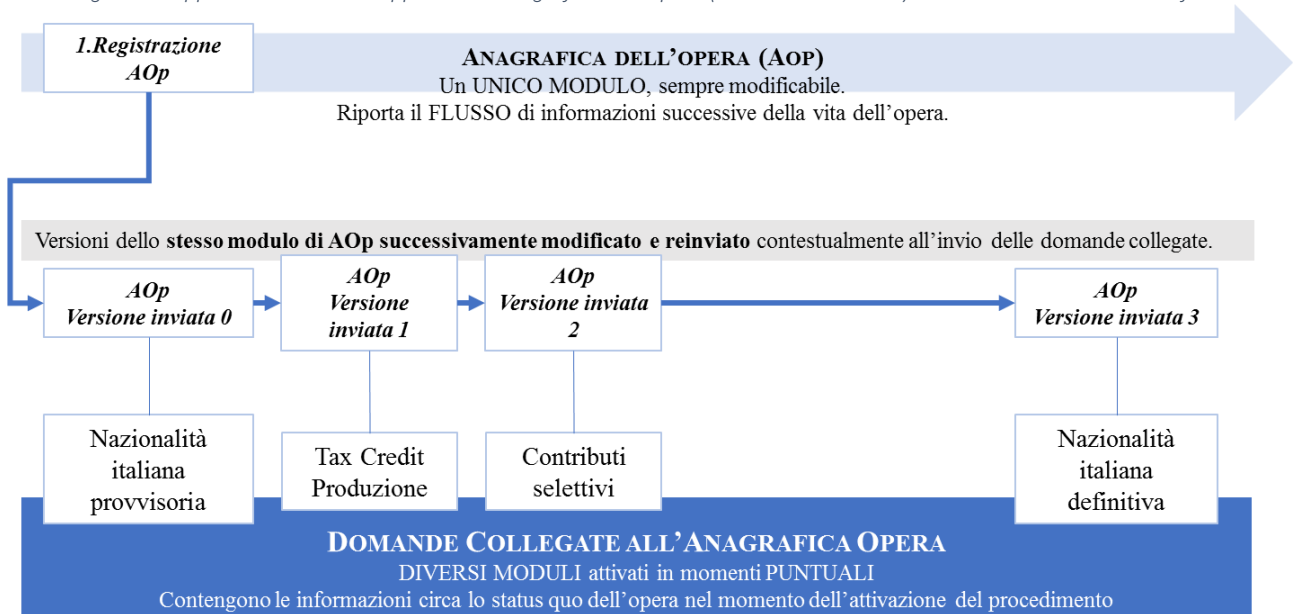 1.Registrazione
AOp
ANAGRAFICA DELL’OPERA (AOP)
Un UNICO MODULO, sempre modificabile.
Riporta il FLUSSO di informazioni successive della vita dell’opera.
Versioni dello stesso modulo di AOp successivamente modificato e reinviato contestualmente all’invio delle domande collegate.
AOp
Versione inviata 0
AOp
Versione
inviata 1
AOp
Versione inviata
2
AOp
Versione inviata 3
Nazionalità
italiana
provvisoria
Tax Credit
Produzione
Contributi
selettivi
Nazionalità
italiana
definitiva
DOMANDE COLLEGATE ALL’ANAGRAFICA OPERA
DIVERSI MODULI attivati in momenti PUNTUALI
Contengono le informazioni circa lo status quo dell’opera nel momento dell’attivazione del procedimento